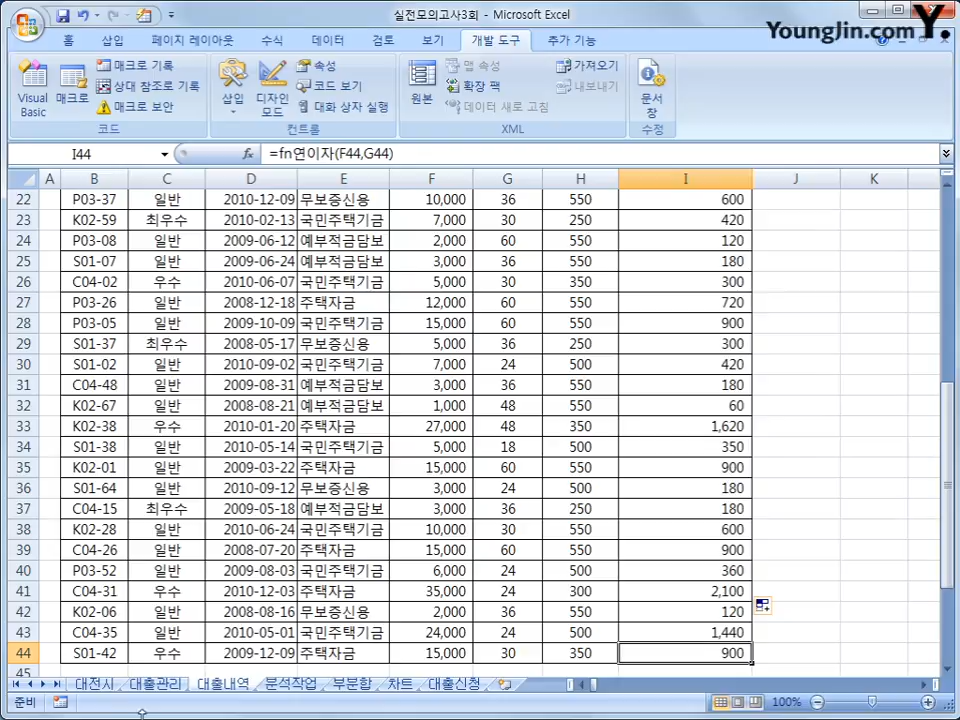 실전모의고사3회 - Microsoft Excel
YoungJin.com Y.
홈 삽입 페이지 레이아웃 수식 데이터 검토 보기 개발 도구 추가 기능
Visual Basic 매크로 매크로 기록 상대 참조로 기록 매크로 보안 코드
삽입 디자인 모드 속성 코드 보기 대화 상자 실행 컨트롤
원본 맵 속성 확장 팩 데이터 새로 고침 가져오기 내보내기 XML
문서 창 수정
I44 fx =fn연이자(F44,G44)
A B C D E F G H I J K
22 P03-37 일반 2010-12-09 무보증신용 10,000 36 550 600
23 K02-59 최우수 2010-02-13 국민주택기금 7,000 30 250 420
24 P03-08 일반 2009-06-12 예부적금담보 2,000 60 550 120
25 S01-07 일반 2009-06-24 예부적금담보 3,000 36 550 180
26 C04-02 우수 2010-06-07 국민주택기금 5,000 30 350 300
27 P03-26 일반 2008-12-18 주택자금 12,000 60 550 720
28 P03-05 일반 2009-10-09 국민주택기금 15,000 60 550 900
29 S01-37 최우수 2008-05-17 무보증신용 5,000 36 250 300
30 S01-02 일반 2010-09-02 국민주택기금 7,000 24 500 420
31 C04-48 일반 2009-08-31 예부적금담보 3,000 36 550 180
32 K02-67 일반 2008-08-21 예부적금담보 1,000 48 550 60
33 K02-38 우수 2010-01-20 주택자금 27,000 48 350 1,620
34 S01-38 일반 2010-05-14 국민주택기금 5,000 18 500 350
35 K02-01 일반 2009-03-22 주택자금 15,000 60 550 900
36 S01-64 일반 2010-09-12 무보증신용 3,000 24 500 180
37 C04-15 최우수 2009-05-18 예부적금담보 3,000 36 250 180
38 K02-28 일반 2010-06-24 국민주택기금 10,000 30 550 600
39 C04-26 일반 2008-07-20 주택자금 15,000 60 550 900
40 P03-52 일반 2009-08-03 국민주택기금 6,000 24 500 360
41 C04-31 우수 2010-12-03 주택자금 35,000 24 300 2,100
42 K02-06 일반 2008-08-16 무보증신용 2,000 36 550 120
43 C04-35 일반 2010-05-01 국민주택기금 24,000 24 500 1,440
44 S01-42 우수 2009-12-09 주택자금 15,000 30 350 900
45
대전시 대출관리 대출내역 분석작업 부분합 차트 대출신청
준비 100%